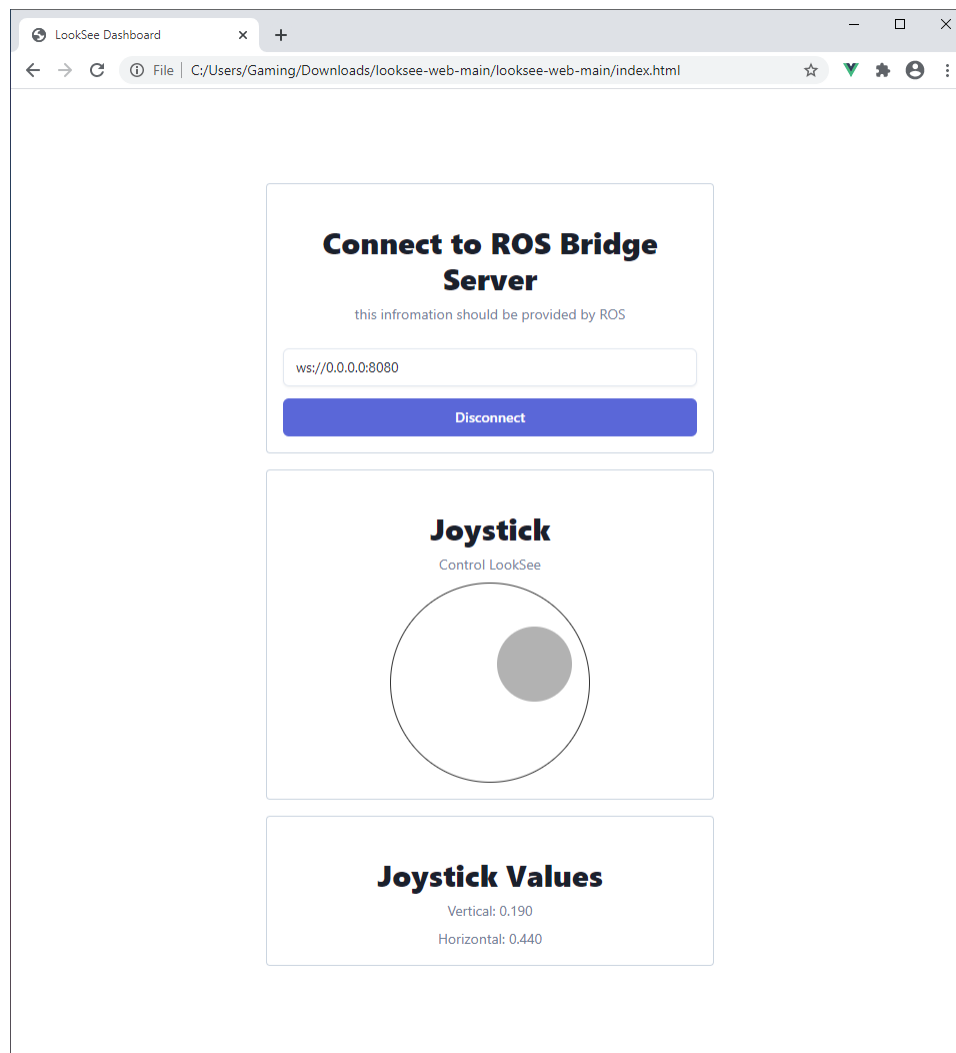 LookSee Dashboard
File
C:/Users/Gaming/Downloads/looksee-web-main/looksee-web-main/index.html
Connect to ROS Bridge
Server
this infromation should be provided by ROS
ws://0.0.0.0:8080
Disconnect
Joystick
Control LookSee
Joystick Values
Vertical: 0.190
Horizontal: 0.440